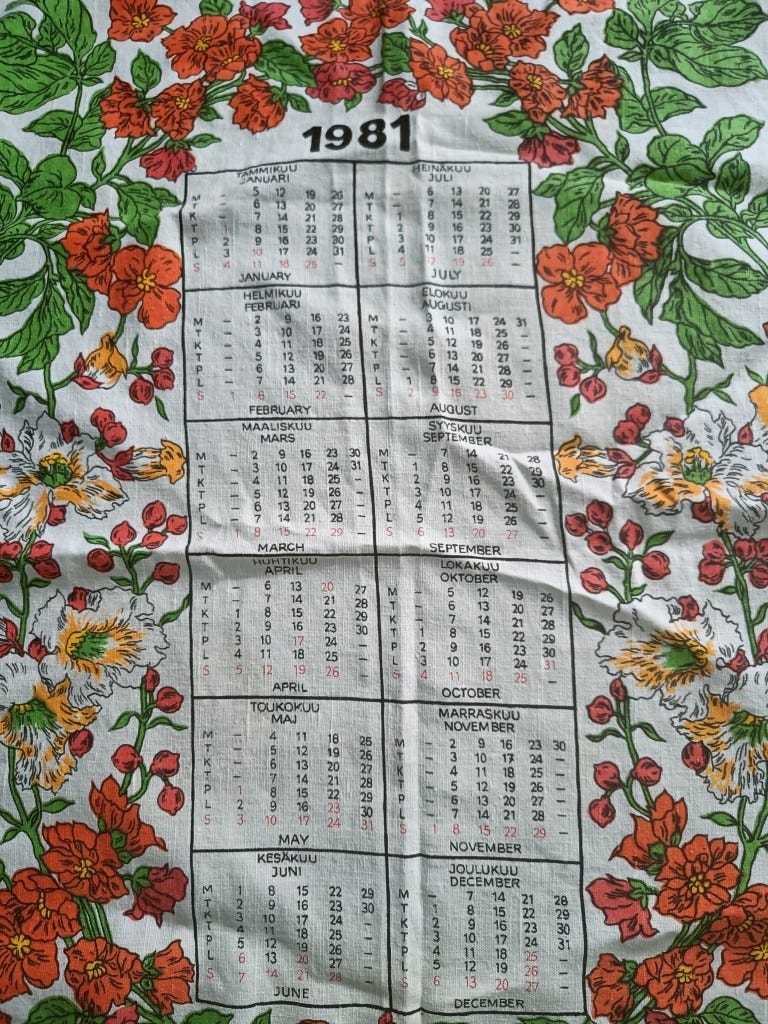 1981
TAMMIKUU
JANUARI
M – 5 12 19 26
T – 6 13 20 27
K – 7 14 21 28
T 1 8 15 22 29
P 2 9 16 23 30
L 3 10 17 24 31
S 4 11 18 25 –
JANUARY
HEINÄKUU
JULI
M – 6 13 20 27
T – 7 14 21 28
K 1 8 15 22 29
T 2 9 16 23 30
P 3 10 17 24 31
L 4 11 18 25 –
S 5 12 19 26 –
JULY
HELMIKUU
FEBRUARI
M – 2 9 16 23
T – 3 10 17 24
K – 4 11 18 25
T – 5 12 19 26
P – 6 13 20 27
L – 7 14 21 28
S 1 8 15 22 –
FEBRUARY
ELOKUU
AUGUSTI
M – 3 10 17 24 31
T – 4 11 18 25 –
K – 5 12 19 26 –
T – 6 13 20 27 –
P – 7 14 21 28 –
L 1 8 15 22 29 –
S 2 9 16 23 30 –
AUGUST
MAALISKUU
MARS
M – 2 9 16 23 30
T – 3 10 17 24 31
K – 4 11 18 25 –
T – 5 12 19 26 –
P – 6 13 20 27 –
L – 7 14 21 28 –
S 1 8 15 22 29 –
MARCH
SYYSKUU
SEPTEMBER
M – 7 14 21 28
T 1 8 15 22 29
K 2 9 16 23 30
T 3 10 17 24 –
P 4 11 18 25 –
L 5 12 19 26 –
S 6 13 20 27 –
SEPTEMBER
HUHTIKUU
APRIL
M – 6 13 20 27
T – 7 14 21 28
K 1 8 15 22 29
T 2 9 16 23 30
P 3 10 17 24 –
L 4 11 18 25 –
S 5 12 19 26 –
APRIL
LOKAKUU
OKTOBER
M – 5 12 19 26
T – 6 13 20 27
K – 7 14 21 28
T 1 8 15 22 29
P 2 9 16 23 30
L 3 10 17 24 31
S 4 11 18 25 –
OCTOBER
TOUKOKUU
MAJ
M – 4 11 18 25
T – 5 12 19 26
K – 6 13 20 27
T – 7 14 21 28
P 1 8 15 22 29
L 2 9 16 23 30
S 3 10 17 24 31
MAY
MARRASKUU
NOVEMBER
M – 2 9 16 23 30
T – 3 10 17 24 –
K – 4 11 18 25 –
T – 5 12 19 26 –
P – 6 13 20 27 –
L – 7 14 21 28 –
S 1 8 15 22 29 –
NOVEMBER
KESÄKUU
JUNI
M 1 8 15 22 29
T 2 9 16 23 30
K 3 10 17 24 –
T 4 11 18 25 –
P 5 12 19 26 –
L 6 13 20 27 –
S 7 14 21 28 –
JUNE
JOULUKUU
DECEMBER
M – 7 14 21 28
T 1 8 15 22 29
K 2 9 16 23 30
T 3 10 17 24 31
P 4 11 18 25 –
L 5 12 19 26 –
S 6 13 20 27 –
DECEMBER